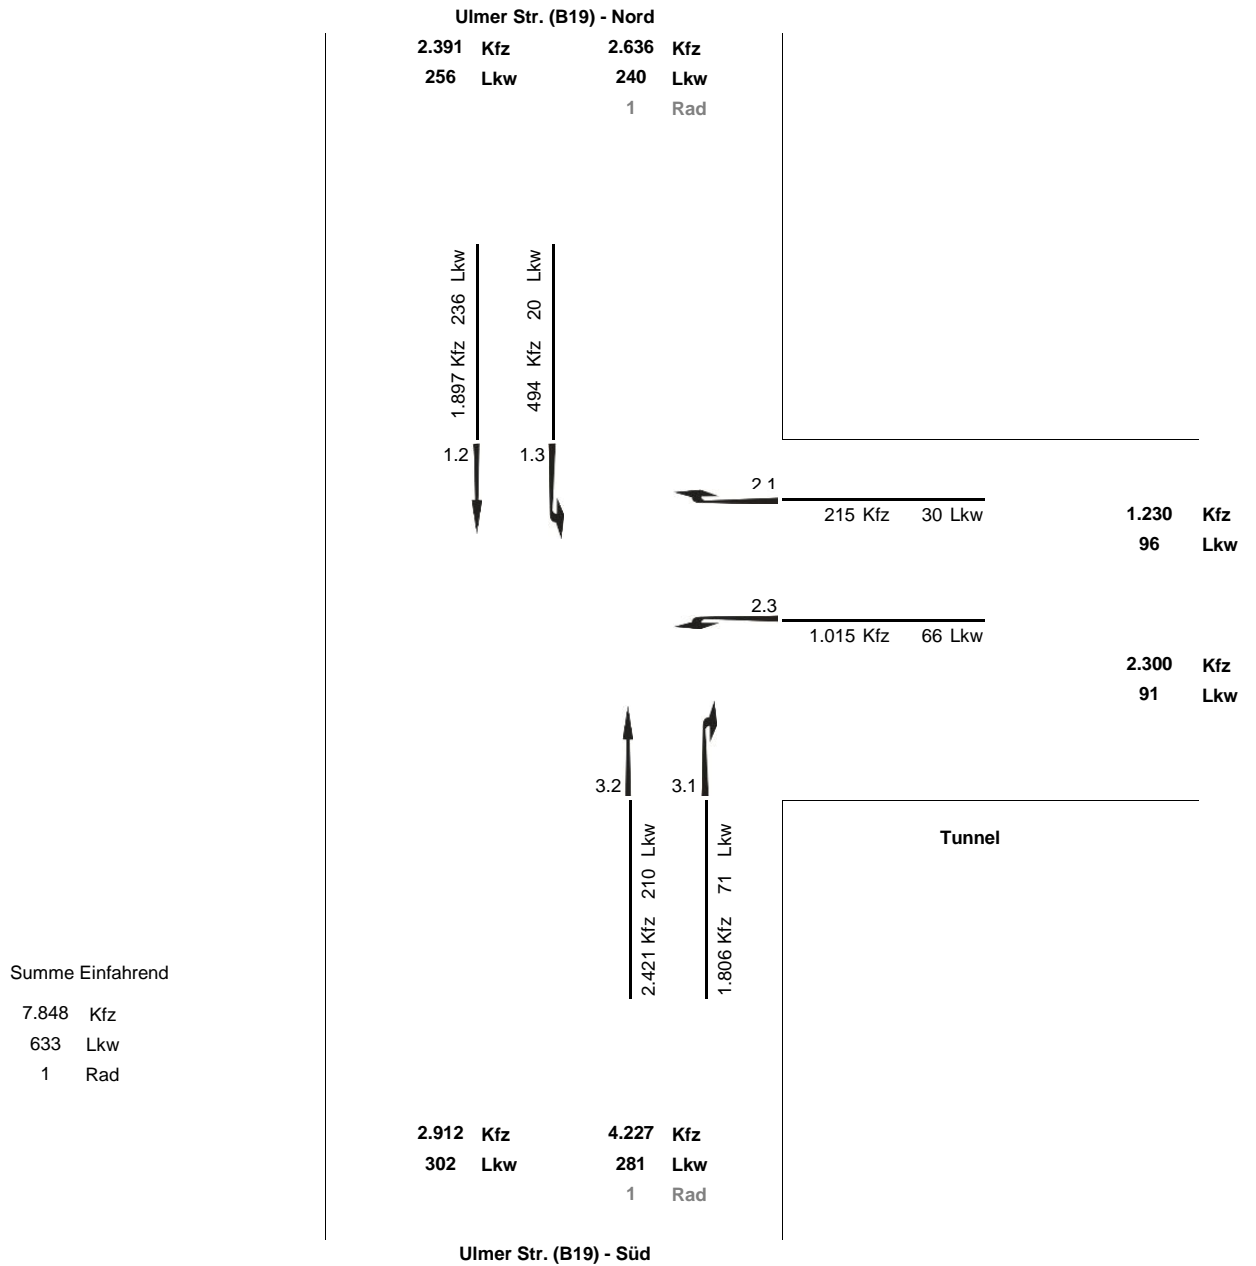 Ulmer Str. (B19) - Nord
2.391 Kfz 2.636 Kfz
256 Lkw 240 Lkw
1 Rad
1.897 Kfz 236 Lkw
494 Kfz 20 Lkw
1.2 1.3
2.1
215 Kfz 30 Lkw
1.230 Kfz
96 Lkw
2.3
1.015 Kfz 66 Lkw
2.300 Kfz
91 Lkw
3.2 3.1
2.421 Kfz 210 Lkw
1.806 Kfz 71 Lkw
Tunnel
Summe Einfahrend
7.848 Kfz
633 Lkw
1 Rad
2.912 Kfz 4.227 Kfz
302 Lkw 281 Lkw
1 Rad
Ulmer Str. (B19) - Süd